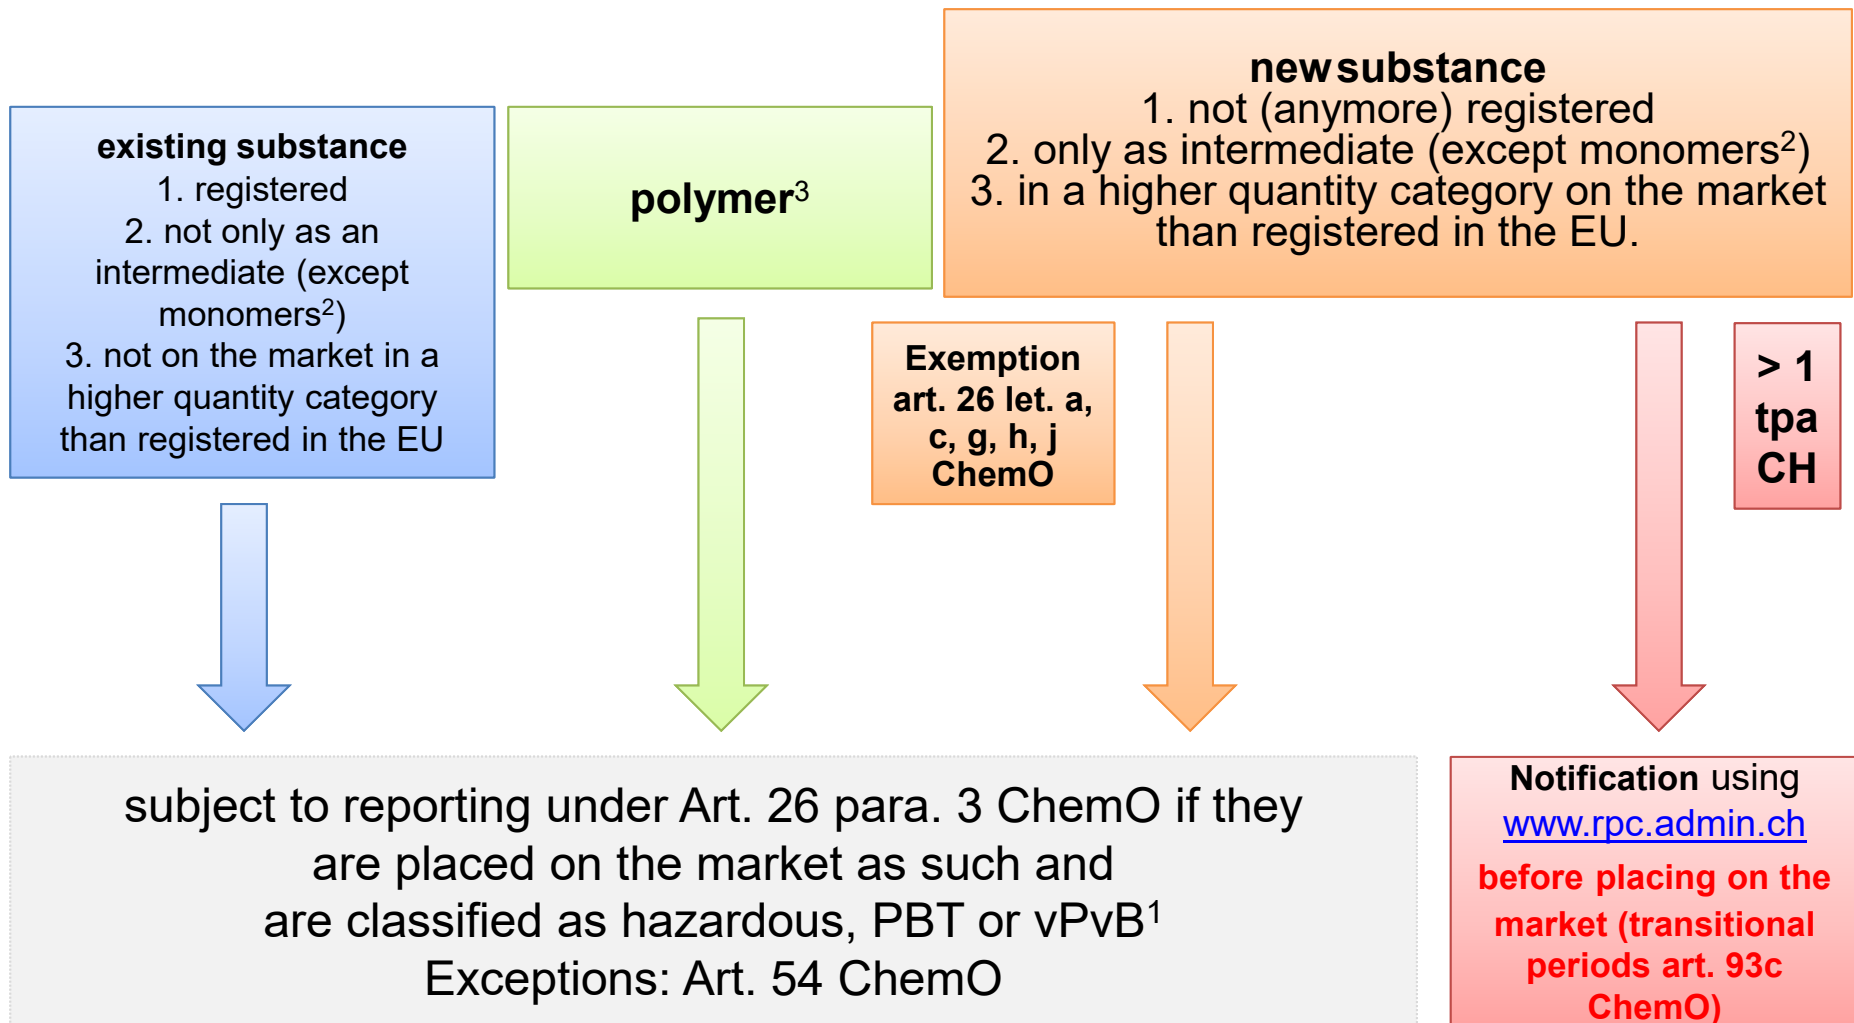 existing substance
1. registered
2. not only as an
intermediate (except
monomers²)
3. not on the market in a
higher quantity category
than registered in the EU
polymer³
new substance
1. not (anymore) registered
2. only as intermediate (except monomers²)
3. in a higher quantity category on the market
than registered in the EU.
Exemption
art. 26 let. a,
c, g, h, j
ChemO
> 1
tpa
CH
subject to reporting under Art. 26 para. 3 ChemO if they
are placed on the market as such and
are classified as hazardous, PBT or vPvB¹
Exceptions: Art. 54 ChemO
Notification using
www.rpc.admin.ch
before placing on the
market (transitional
periods art. 93c
ChemO)